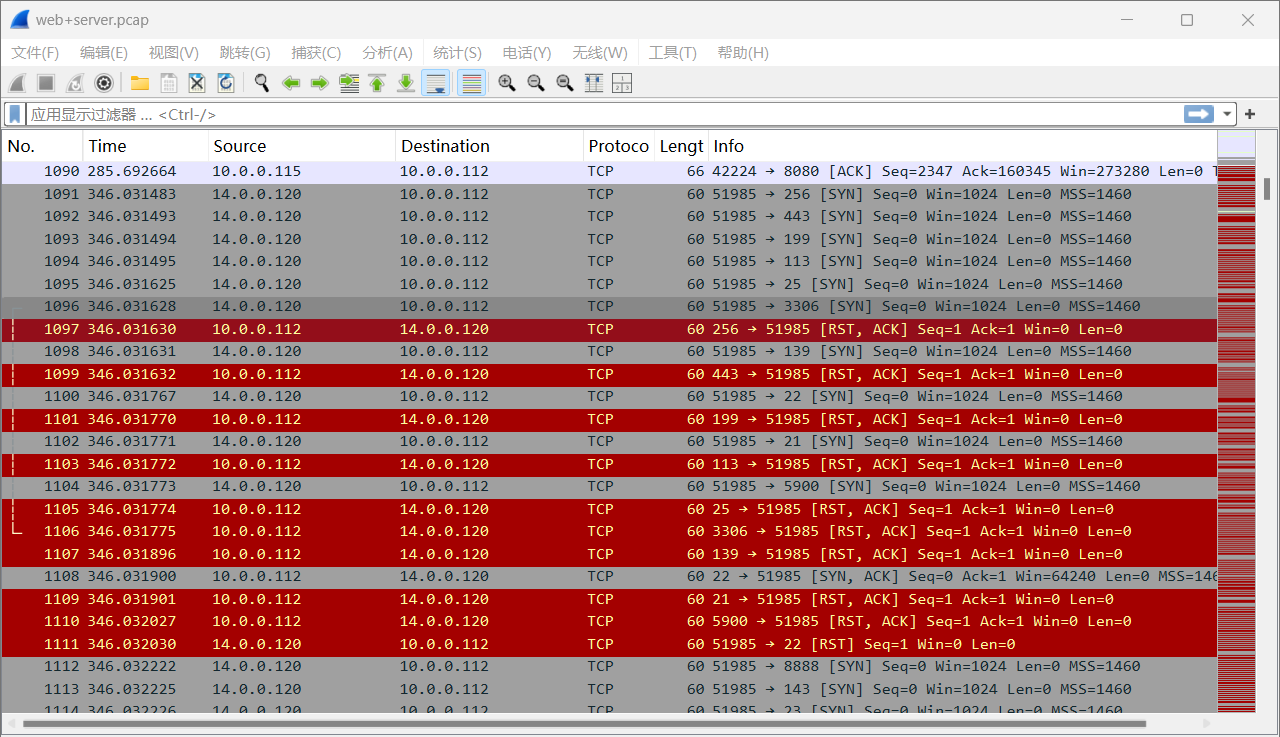 web+server.pcap
文件(F) 编辑(E) 视图(V) 跳转(G) 捕获(C) 分析(A) 统计(S) 电话(Y) 无线(W) 工具(T) 帮助(H)
应用显示过滤器 … <Ctrl-/>
No. Time Source Destination Protoco Lengt Info
1090 285.692664 10.0.0.115 10.0.0.112 TCP 66 42224 → 8080 [ACK] Seq=2347 Ack=160345 Win=273280 Len=0 T
1091 346.031483 14.0.0.120 10.0.0.112 TCP 60 51985 → 256 [SYN] Seq=0 Win=1024 Len=0 MSS=1460
1092 346.031493 14.0.0.120 10.0.0.112 TCP 60 51985 → 443 [SYN] Seq=0 Win=1024 Len=0 MSS=1460
1093 346.031494 14.0.0.120 10.0.0.112 TCP 60 51985 → 199 [SYN] Seq=0 Win=1024 Len=0 MSS=1460
1094 346.031495 14.0.0.120 10.0.0.112 TCP 60 51985 → 113 [SYN] Seq=0 Win=1024 Len=0 MSS=1460
1095 346.031625 14.0.0.120 10.0.0.112 TCP 60 51985 → 25 [SYN] Seq=0 Win=1024 Len=0 MSS=1460
1096 346.031628 14.0.0.120 10.0.0.112 TCP 60 51985 → 3306 [SYN] Seq=0 Win=1024 Len=0 MSS=1460
1097 346.031630 10.0.0.112 14.0.0.120 TCP 60 256 → 51985 [RST, ACK] Seq=1 Ack=1 Win=0 Len=0
1098 346.031631 14.0.0.120 10.0.0.112 TCP 60 51985 → 139 [SYN] Seq=0 Win=1024 Len=0 MSS=1460
1099 346.031632 10.0.0.112 14.0.0.120 TCP 60 443 → 51985 [RST, ACK] Seq=1 Ack=1 Win=0 Len=0
1100 346.031767 14.0.0.120 10.0.0.112 TCP 60 51985 → 22 [SYN] Seq=0 Win=1024 Len=0 MSS=1460
1101 346.031770 10.0.0.112 14.0.0.120 TCP 60 199 → 51985 [RST, ACK] Seq=1 Ack=1 Win=0 Len=0
1102 346.031771 14.0.0.120 10.0.0.112 TCP 60 51985 → 21 [SYN] Seq=0 Win=1024 Len=0 MSS=1460
1103 346.031772 10.0.0.112 14.0.0.120 TCP 60 113 → 51985 [RST, ACK] Seq=1 Ack=1 Win=0 Len=0
1104 346.031773 14.0.0.120 10.0.0.112 TCP 60 51985 → 5900 [SYN] Seq=0 Win=1024 Len=0 MSS=1460
1105 346.031774 10.0.0.112 14.0.0.120 TCP 60 25 → 51985 [RST, ACK] Seq=1 Ack=1 Win=0 Len=0
1106 346.031775 10.0.0.112 14.0.0.120 TCP 60 3306 → 51985 [RST, ACK] Seq=1 Ack=1 Win=0 Len=0
1107 346.031896 10.0.0.112 14.0.0.120 TCP 60 139 → 51985 [RST, ACK] Seq=1 Ack=1 Win=0 Len=0
1108 346.031900 10.0.0.112 14.0.0.120 TCP 60 22 → 51985 [SYN, ACK] Seq=0 Ack=1 Win=64240 Len=0 MSS=146
1109 346.031901 10.0.0.112 14.0.0.120 TCP 60 21 → 51985 [RST, ACK] Seq=1 Ack=1 Win=0 Len=0
1110 346.032027 10.0.0.112 14.0.0.120 TCP 60 5900 → 51985 [RST, ACK] Seq=1 Ack=1 Win=0 Len=0
1111 346.032030 14.0.0.120 10.0.0.112 TCP 60 51985 → 22 [RST] Seq=1 Win=0 Len=0
1112 346.032222 14.0.0.120 10.0.0.112 TCP 60 51985 → 8888 [SYN] Seq=0 Win=1024 Len=0 MSS=1460
1113 346.032225 14.0.0.120 10.0.0.112 TCP 60 51985 → 143 [SYN] Seq=0 Win=1024 Len=0 MSS=1460
1114 346.032226 14.0.0.120 10.0.0.112 TCP 60 51985 → 23 [SYN] Seq=0 Win=1024 Len=0 MSS=1460